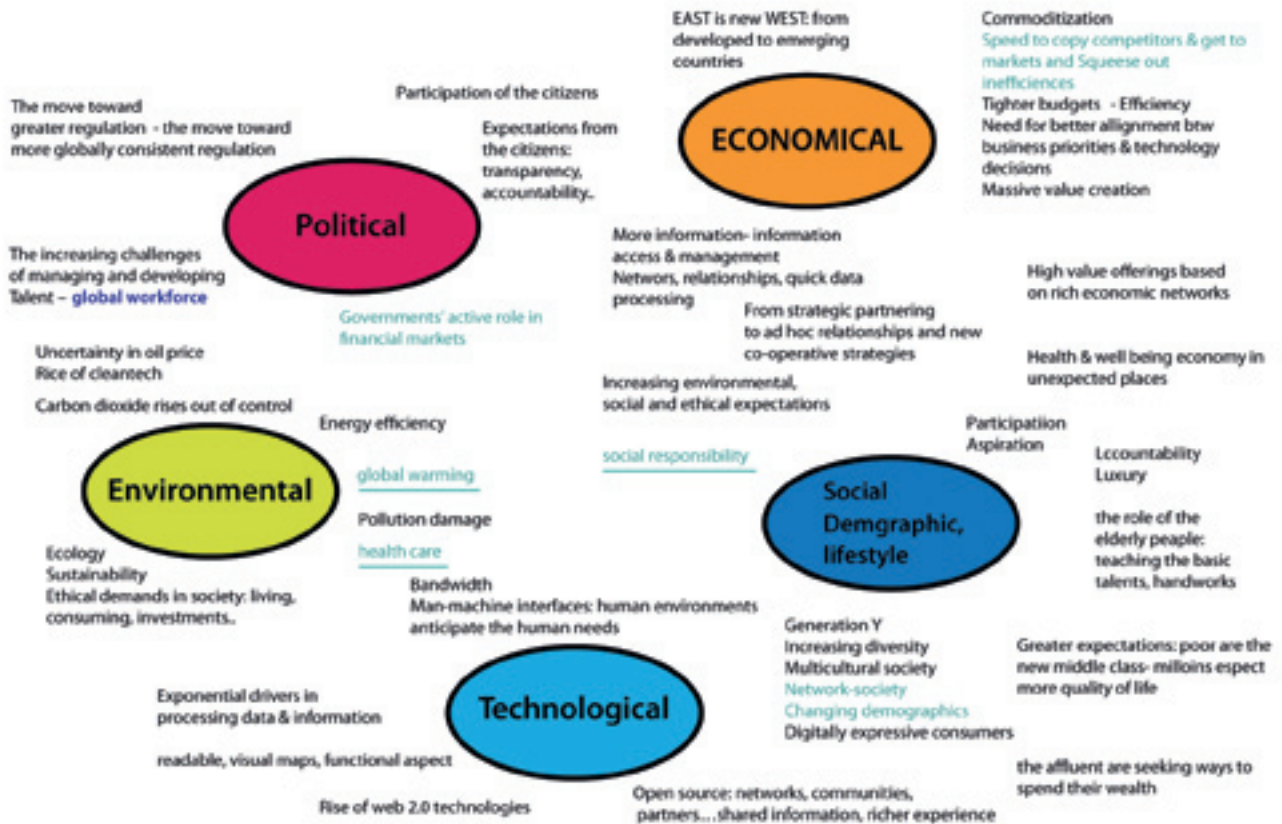 EAST is new WEST: from
developed to emerging
countries
Commoditization
Speed to copy competitors & get to
markets and Squeese out
inefficiences
Tighter budgets - Efficiency
Need for better allignment btw
business priorities & technology
decisions
Massive value creation
ECONOMICAL
The move toward
greater regulation - the move toward
more globally consistent regulation
Participation of the citizens
Expectations from
the citizens:
transparency,
accountability..
Political
The increasing challenges
of managing and developing
Talent – global workforce
Governments' active role in
financial markets
More information- information
access & management
Networs, relationships, quick data
processing
From strategic partnering
to ad hoc relationships and new
co-operative strategies
High value offerings based
on rich economic networks
Health & well being economy in
unexpected places
Uncertainty in oil price
Rice of cleantech
Carbon dioxide rises out of control
Energy efficiency
Environmental
global warming
Pollution damage
health care
Ecology
Sustainability
Ethical demands in society: living,
consuming, investments..
Increasing environmental,
social and ethical expectations
social responsibility
Participatiion
Aspiration
Lccountability
Luxury
Social
Demgraphic,
lifestyle
the role of the
elderly peaple:
teaching the basic
talents, handworks
Generation Y
Increasing diversity
Multicultural society
Network-society
Changing demographics
Digitally expressive consumers
Greater expectations: poor are the
new middle class- milloins espect
more quality of life
the affluent are seeking ways to
spend their wealth
Bandwidth
Man-machine interfaces: human environments
anticipate the human needs
Technological
Exponential drivers in
processing data & information
readable, visual maps, functional aspect
Rise of web 2.0 technologies
Open source: networks, communities,
partners...shared information, richer experience